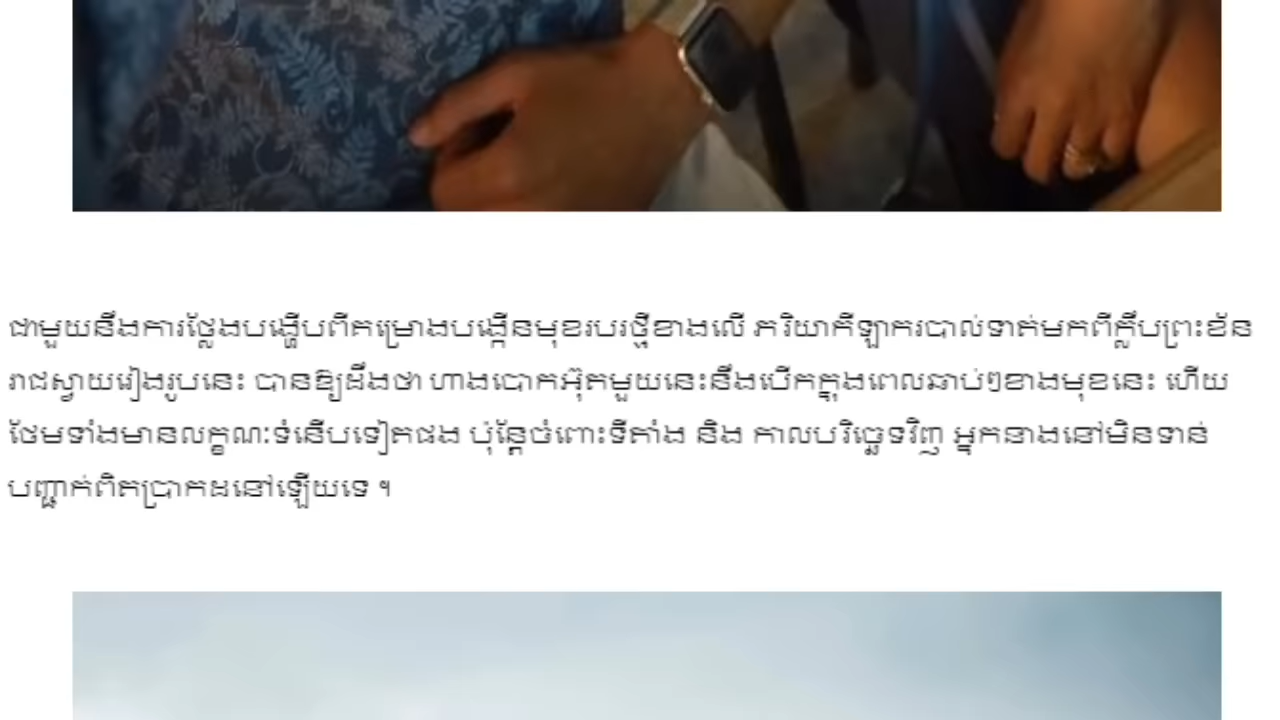 ជាមួយនឹងការថ្លែងបង្ហើបពីគម្រោងបង្កើនមុខរបរថ្មីខាងលើ ភរិយាកីឡាករបាល់ទាត់មកពីក្លឹបព្រះខ័ន
រាជស្វាយរៀងរូបនេះ បានឱ្យដឹងថា ហាងបោកអ៊ុតមួយនេះនឹងបើកក្នុងពេលឆាប់ៗខាងមុខនេះ ហើយ
ថែមទាំងមានលក្ខណៈទំនើបទៀតផង ប៉ុន្តែចំពោះទីតាំង និង កាលបរិច្ឆេទវិញ អ្នកនាងនៅមិនទាន់
បញ្ជាក់ពិតប្រាកដនៅឡើយទេ ។